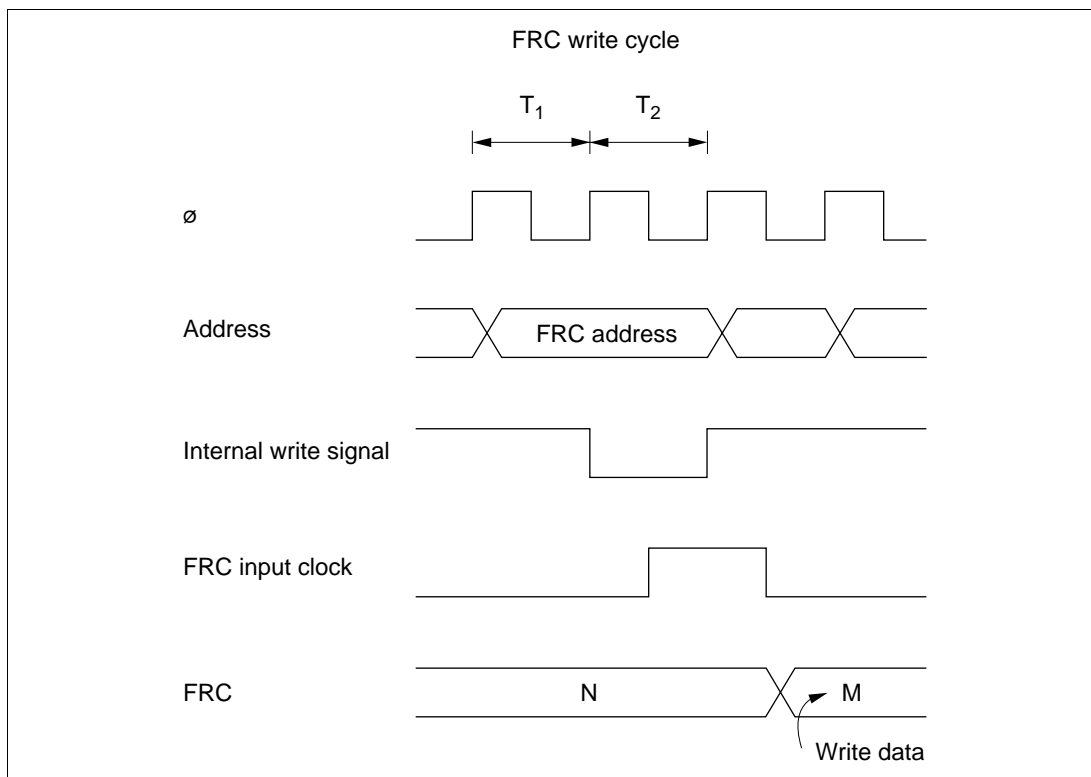 FRC write cycle
T1 T2
ø
Address
FRC address
Internal write signal
FRC input clock
FRC
N
M
Write data